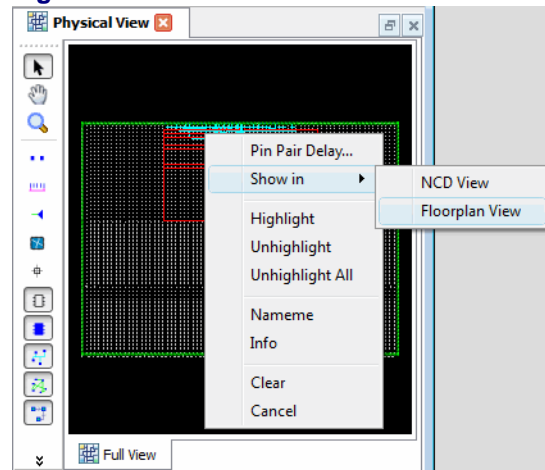 Physical View
Pin Pair Delay...
Show in
NCD View
Floorplan View
Highlight
Unhighlight
Unhighlight All
Nameme
Info
Clear
Cancel
Full View